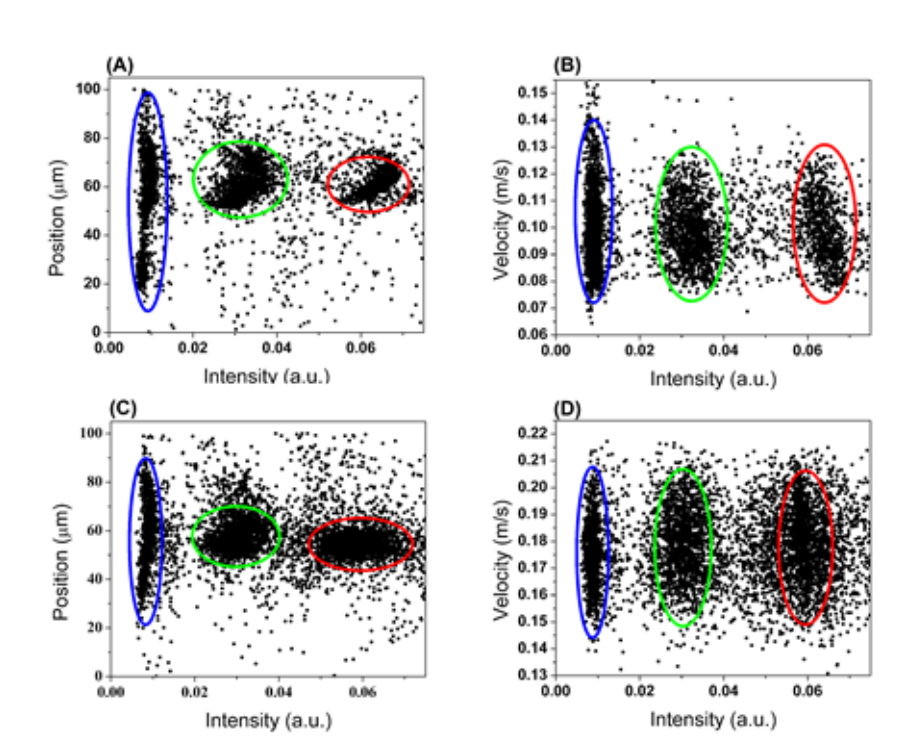 (A)
Position (μm)
100
80
60
40
20
0
0.00 0.02 0.04 0.06
Intensity (a.u.)
(B)
Velocity (m/s)
0.15
0.14
0.13
0.12
0.11
0.10
0.09
0.08
0.07
0.06
0.00 0.02 0.04 0.06
Intensity (a.u.)
(C)
Position (μm)
100
80
60
40
20
0
0.00 0.02 0.04 0.06
Intensity (a.u.)
(D)
Velocity (m/s)
0.22
0.21
0.20
0.19
0.18
0.17
0.16
0.15
0.14
0.13
0.00 0.02 0.04 0.06
Intensity (a.u.)